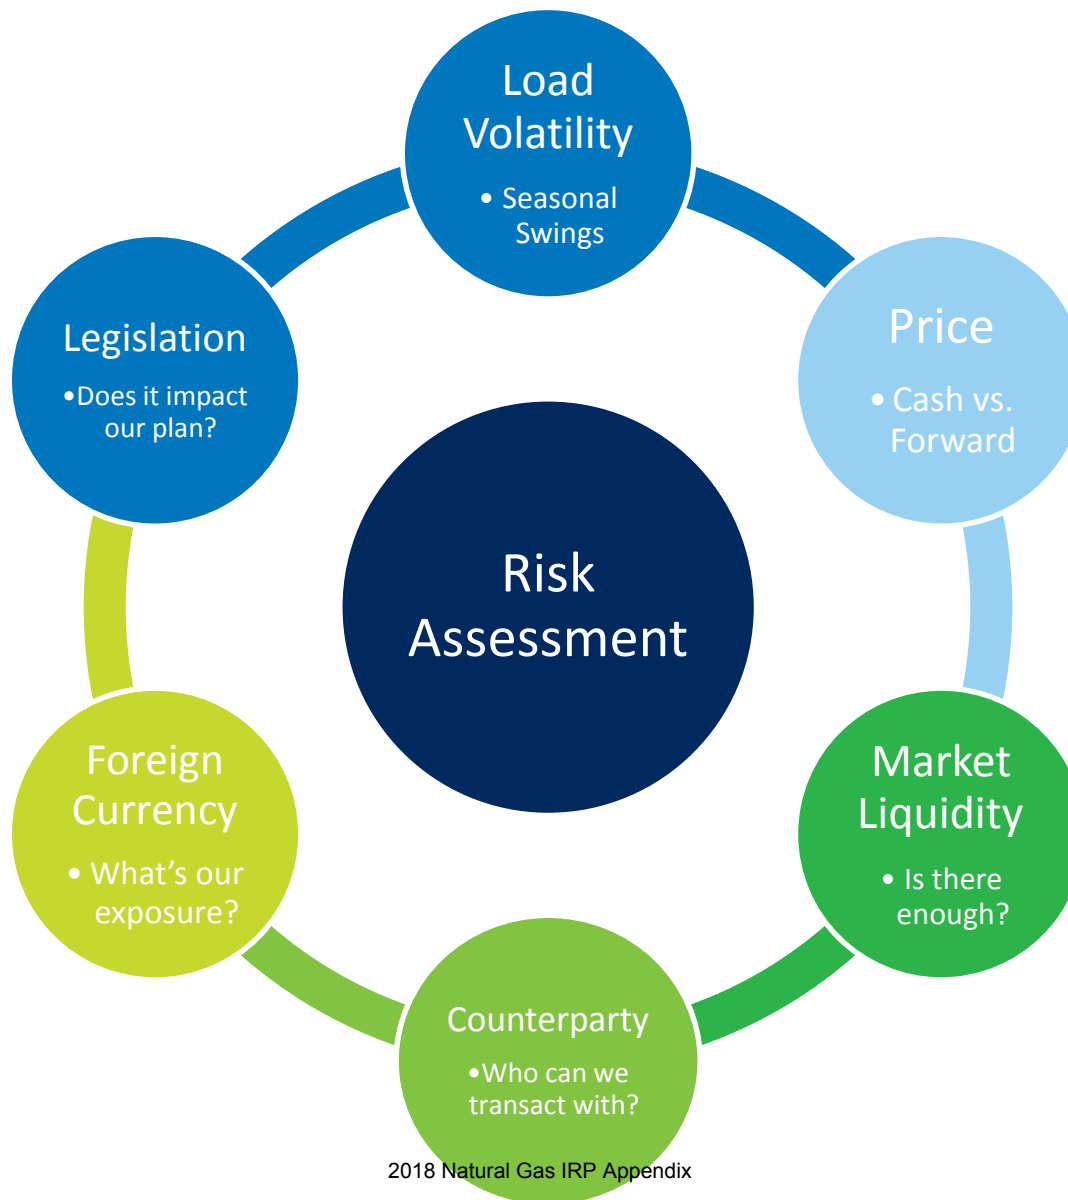 Load
Volatility
• Seasonal
Swings
Price
• Cash vs.
Forward
Market
Liquidity
• Is there
enough?
Counterparty
•Who can we
transact with?
Foreign
Currency
• What’s our
exposure?
Legislation
•Does it impact
our plan?
Risk
Assessment
2018 Natural Gas IRP Appendix